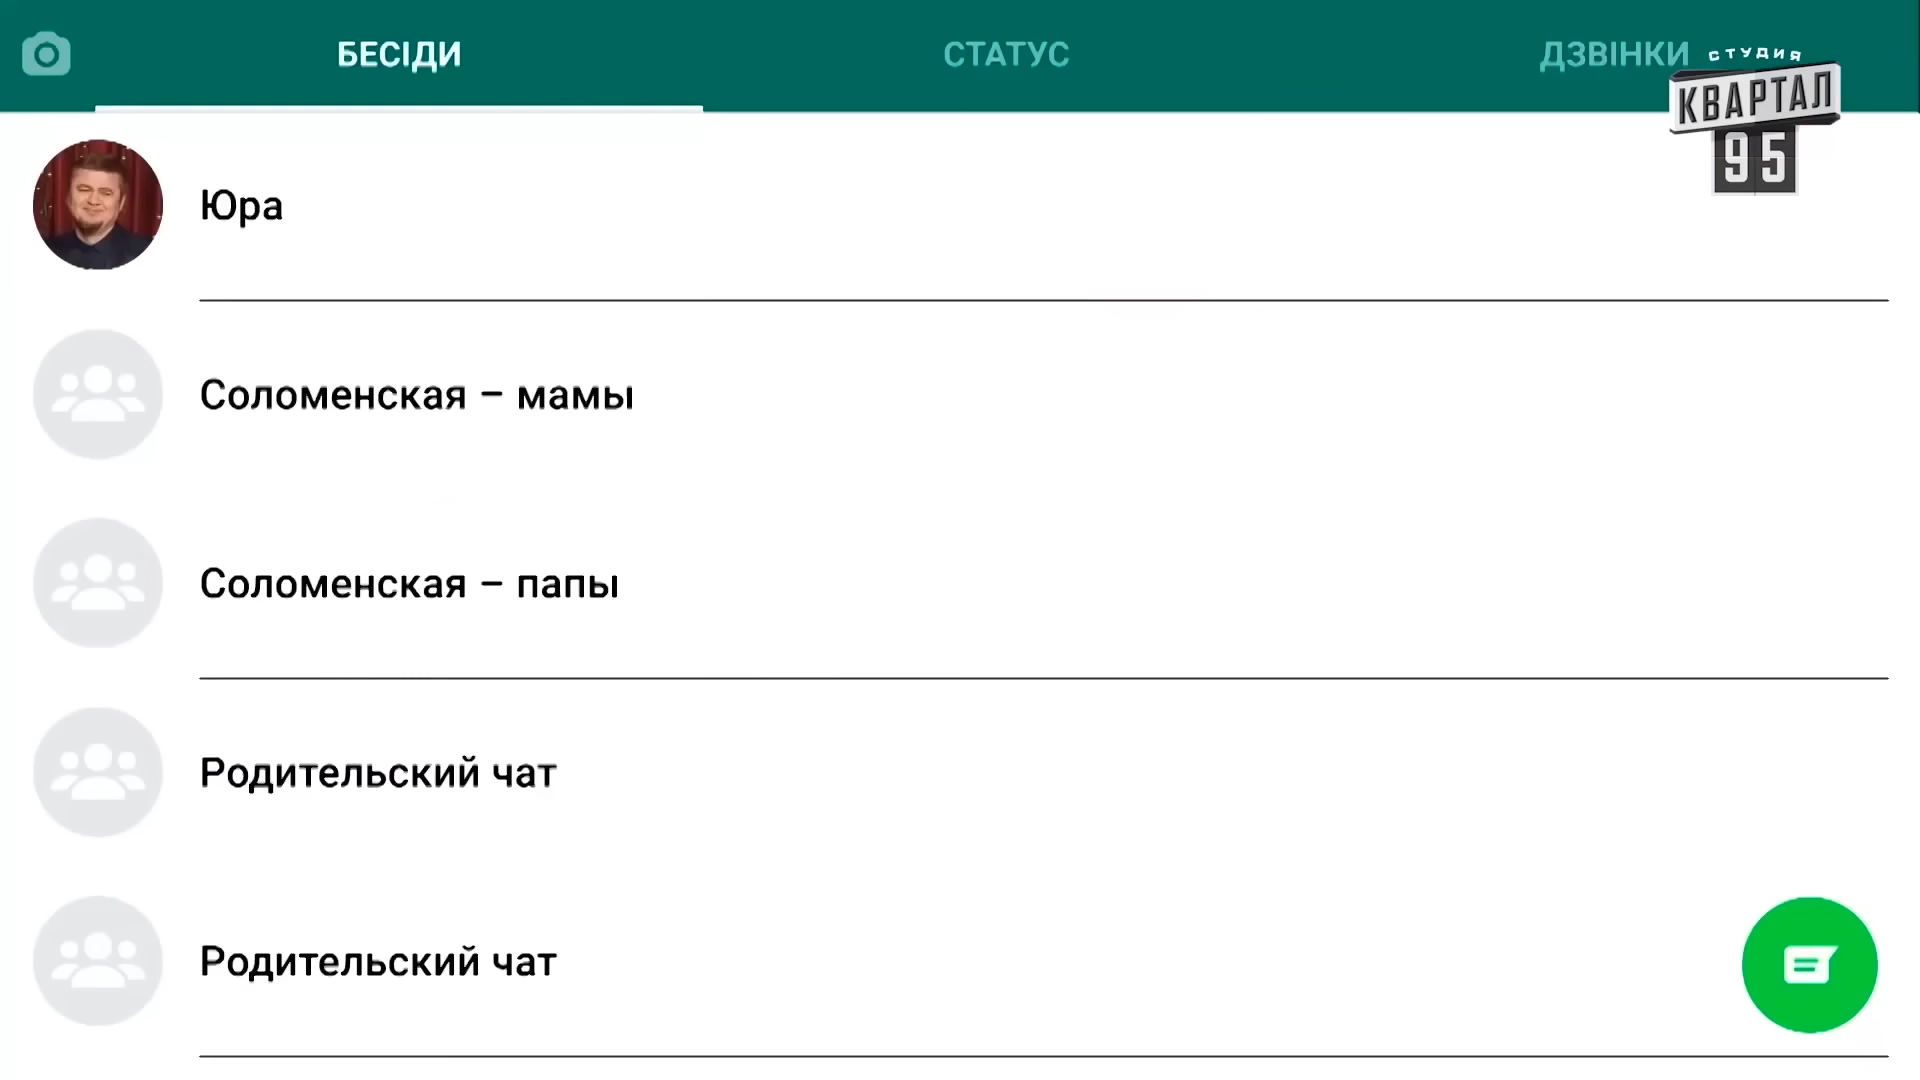 БЕСІДИ
СТАТУС
ДЗВІНКИ
СТУДИЯ
КВАРТАЛ
95
Юра
Соломенская – мамы
Соломенская – папы
Родительский чат
Родительский чат